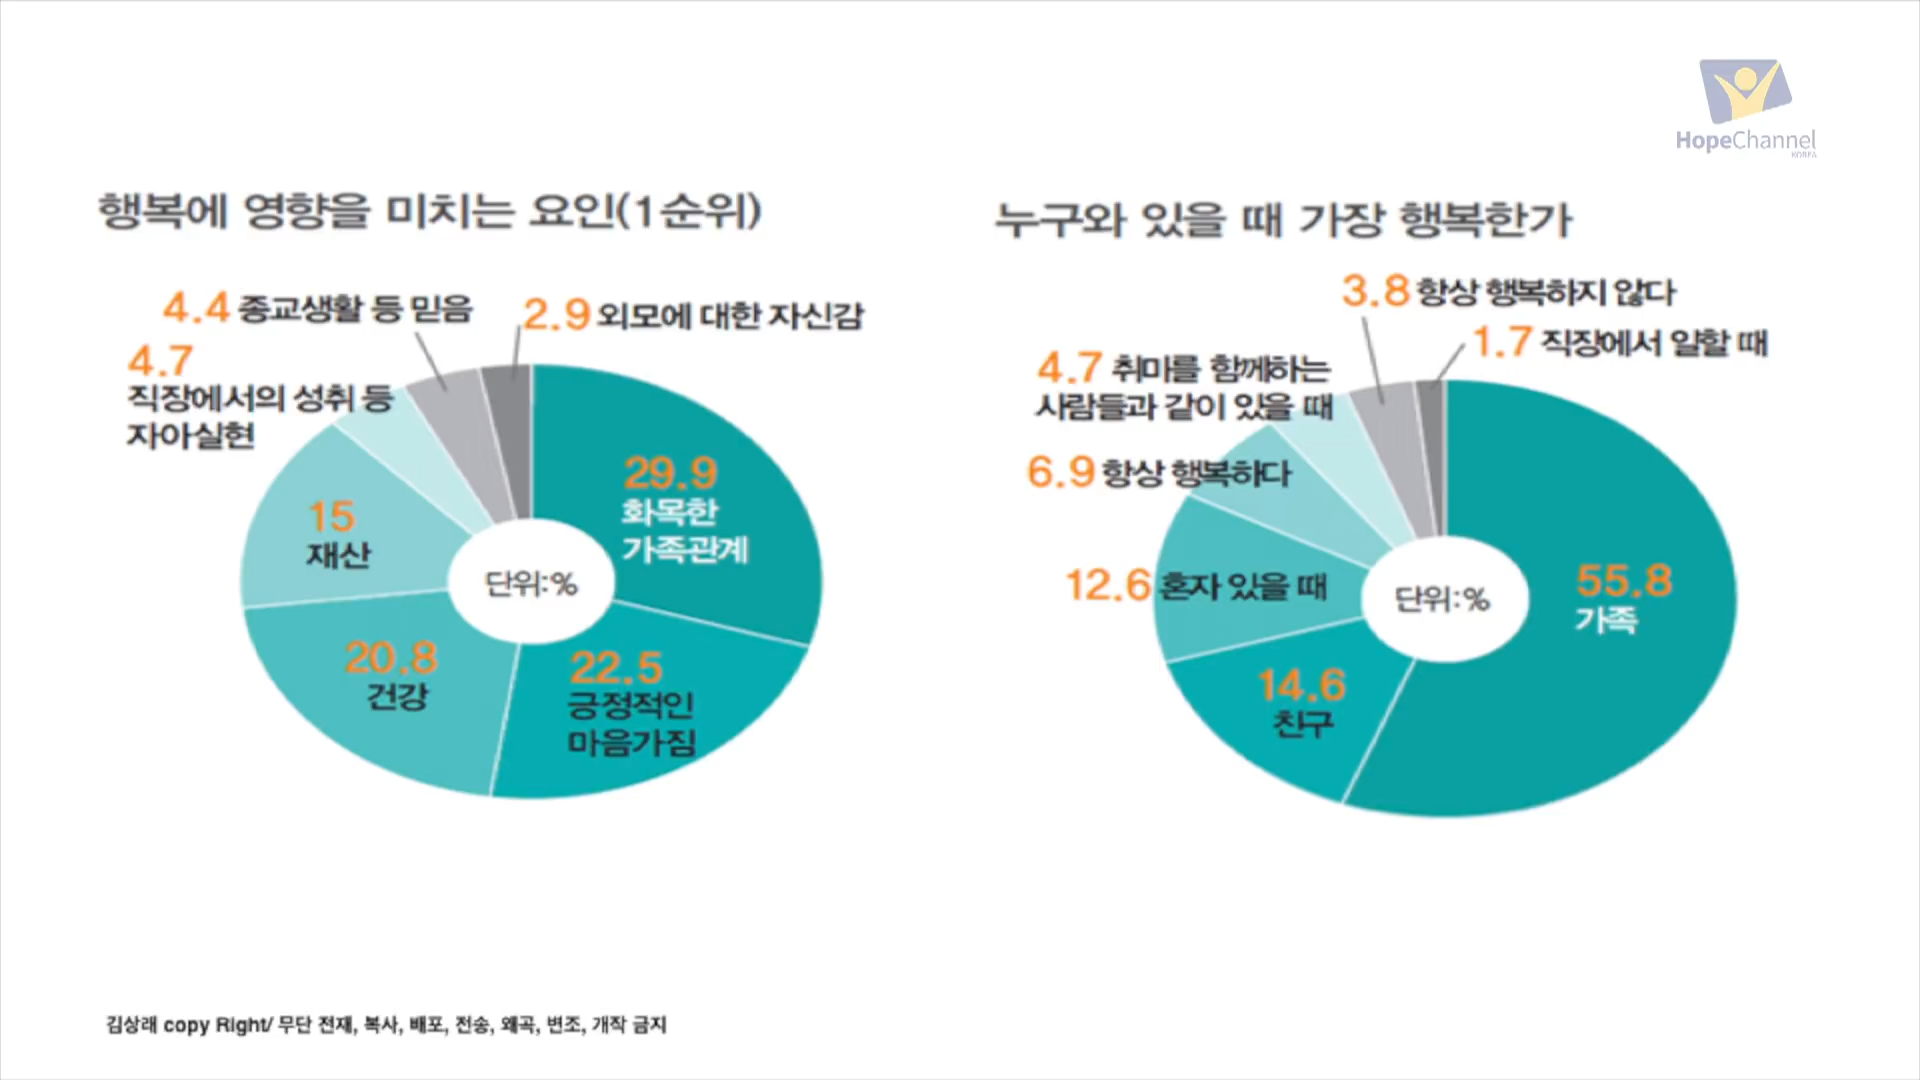 HopeChannel
KOREA
행복에 영향을 미치는 요인(1순위)
4.4 종교생활 등 믿음
2.9 외모에 대한 자신감
4.7
직장에서의 성취 등
자아실현
29.9
화목한
가족관계
15
재산
단위:%
20.8
건강
22.5
긍정적인
마음가짐
누구와 있을 때 가장 행복한가
3.8 항상 행복하지 않다
1.7 직장에서 일할 때
4.7 취미를 함께하는
사람들과 같이 있을 때
6.9 항상 행복하다
12.6 혼자 있을 때
단위:%
55.8
가족
14.6
친구
김상래 copy Right/ 무단 전재, 복사, 배포, 전송, 왜곡, 변조, 개작 금지